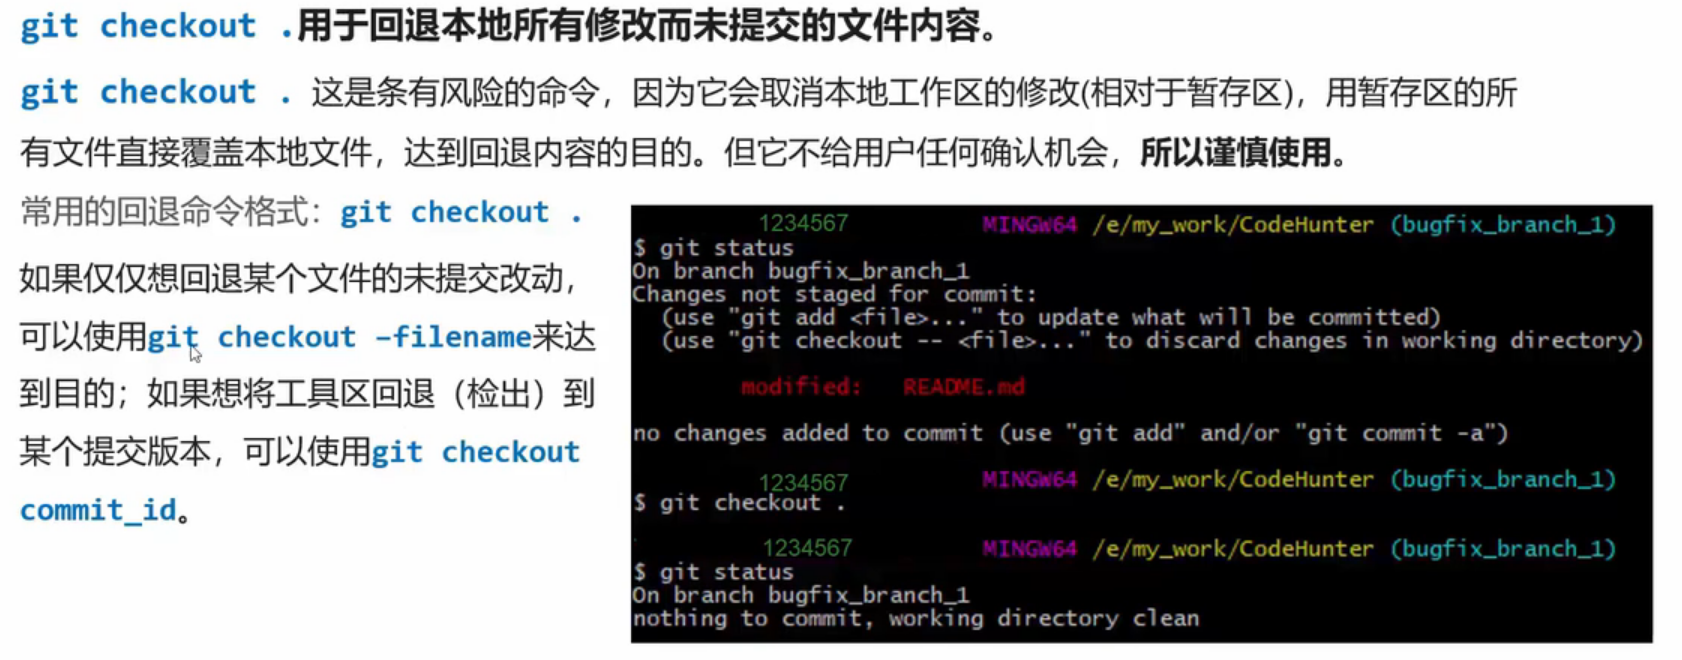 git checkout .用于回退本地所有修改而未提交的文件内容。
git checkout . 这是条有风险的命令，因为它会取消本地工作区的修改(相对于暂存区)，用暂存区的所
有文件直接覆盖本地文件，达到回退内容的目的。但它不给用户任何确认机会，所以谨慎使用。
常用的回退命令格式：git checkout .
如果仅仅想回退某个文件的未提交改动，
可以使用git checkout –filename来达
到目的；如果想将工具区回退（检出）到
某个提交版本，可以使用git checkout
commit_id。
1234567 MINGW64 /e/my_work/CodeHunter (bugfix_branch_1)
$ git status
On branch bugfix_branch_1
Changes not staged for commit:
(use "git add <file>..." to update what will be committed)
(use "git checkout -- <file>..." to discard changes in working directory)
modified: README.md
no changes added to commit (use "git add" and/or "git commit -a")
1234567 MINGW64 /e/my_work/CodeHunter (bugfix_branch_1)
$ git checkout .
1234567 MINGW64 /e/my_work/CodeHunter (bugfix_branch_1)
$ git status
On branch bugfix_branch_1
nothing to commit, working directory clean